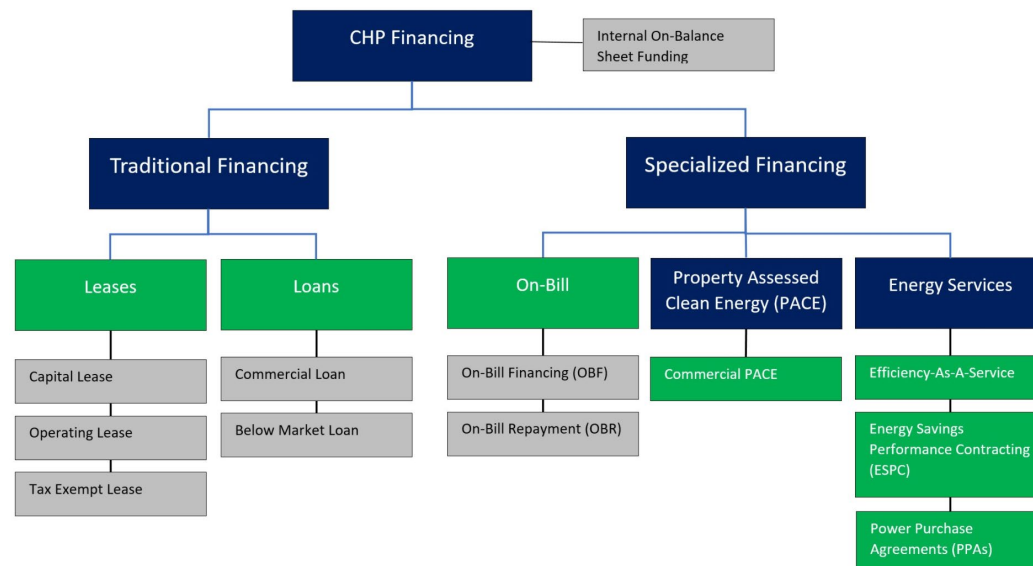 CHP Financing
Internal On-Balance
Sheet Funding
Traditional Financing
Specialized Financing
Leases
Loans
On-Bill
Property Assessed
Clean Energy (PACE)
Energy Services
Capital Lease
Commercial Loan
On-Bill Financing (OBF)
Commercial PACE
Efficiency-As-A-Service
Operating Lease
Below Market Loan
On-Bill Repayment (OBR)
Energy Savings
Performance Contracting
(ESPC)
Tax Exempt Lease
Power Purchase
Agreements (PPAs)